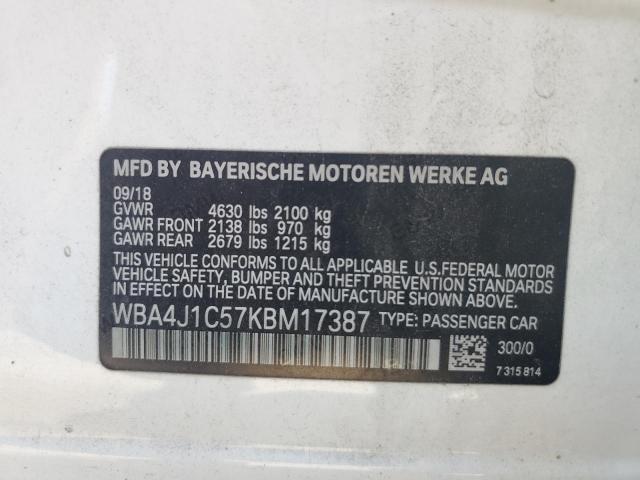 MFD BY BAYERISCHE MOTOREN WERKE AG
09/18
GVWR 4630 lbs 2100 kg
GAWR FRONT 2138 lbs 970 kg
GAWR REAR 2679 lbs 1215 kg
THIS VEHICLE CONFORMS TO ALL APPLICABLE U.S.FEDERAL MOTOR
VEHICLE SAFETY, BUMPER AND THEFT PREVENTION STANDARDS
IN EFFECT ON THE DATE OF MANUFACTURE SHOWN ABOVE.
WBA4J1C57KBM17387 TYPE: PASSENGER CAR
300/0
7 315 814